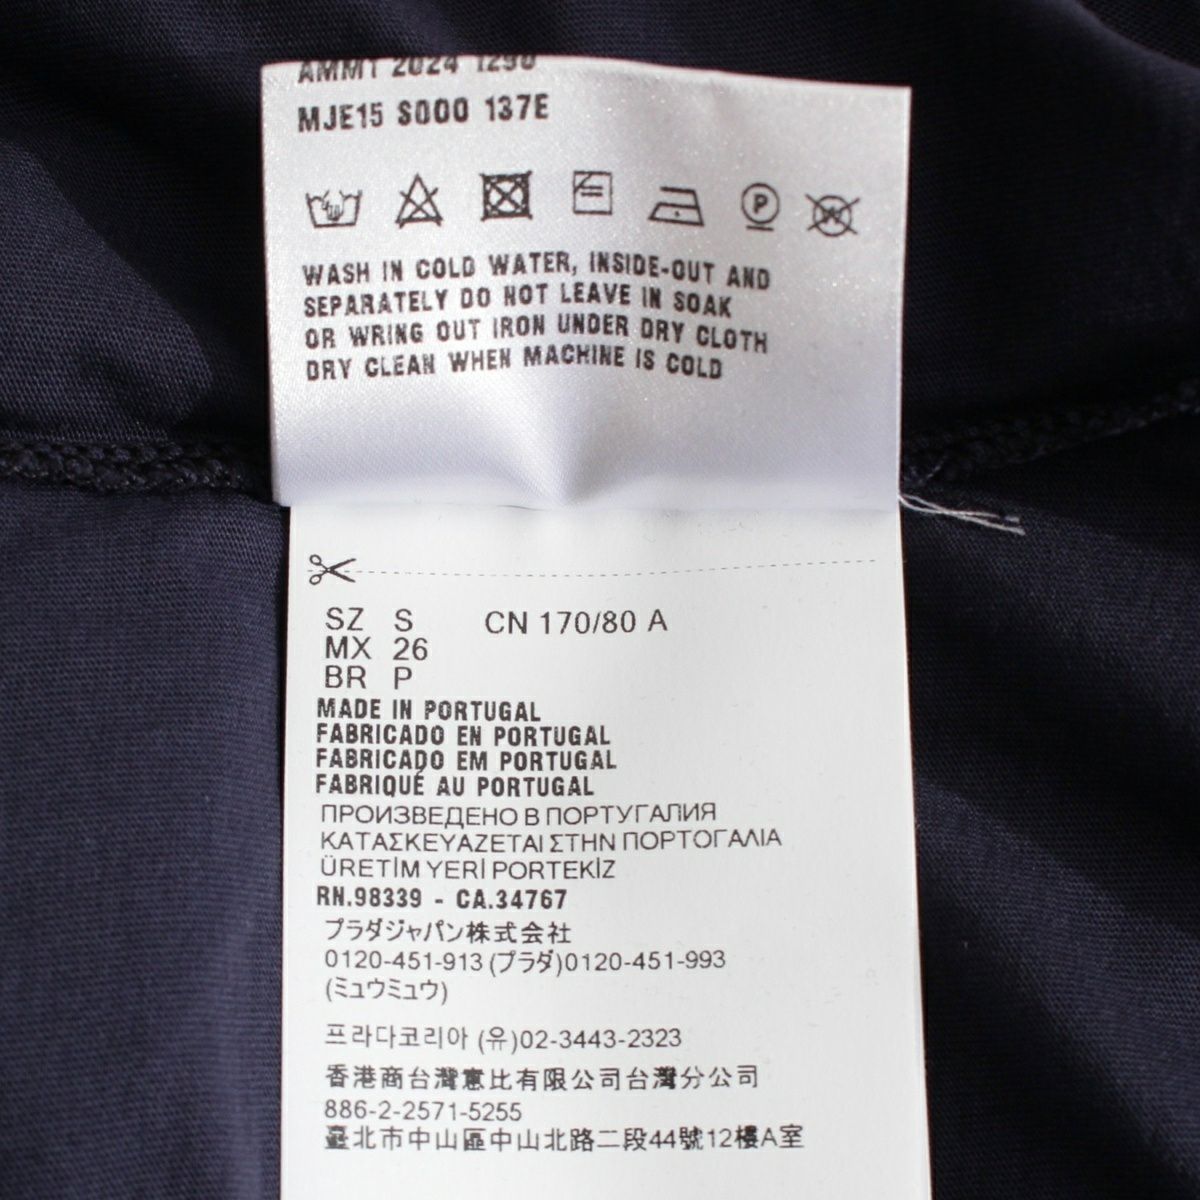 AMM1 2024 1290
MJE15 S000 137E
P
W
WASH IN COLD WATER, INSIDE-OUT AND
SEPARATELY DO NOT LEAVE IN SOAK
OR WRING OUT IRON UNDER DRY CLOTH
DRY CLEAN WHEN MACHINE IS COLD
SZ S CN 170/80 A
MX 26
BR P
MADE IN PORTUGAL
FABRICADO EN PORTUGAL
FABRICADO EM PORTUGAL
FABRIQUÉ AU PORTUGAL
ПРОИЗВЕДЕНО В ПОРТУГАЛИЯ
ΚΑΤΑΣΚΕΥΑΖΕΤΑΙ ΣΤΗΝ ΠΟΡΤΟΓΑΛΙΑ
ÜRETİM YERİ PORTEKİZ
RN.98339 - CA.34767
プラダジャパン株式会社
0120-451-913 (プラダ)0120-451-993
(ミュウミュウ)
프라다코리아 (유)02-3443-2323
香港商台灣惠比有限公司台灣分公司
886-2-2571-5255
臺北市中山區中山北路二段44號12樓A室